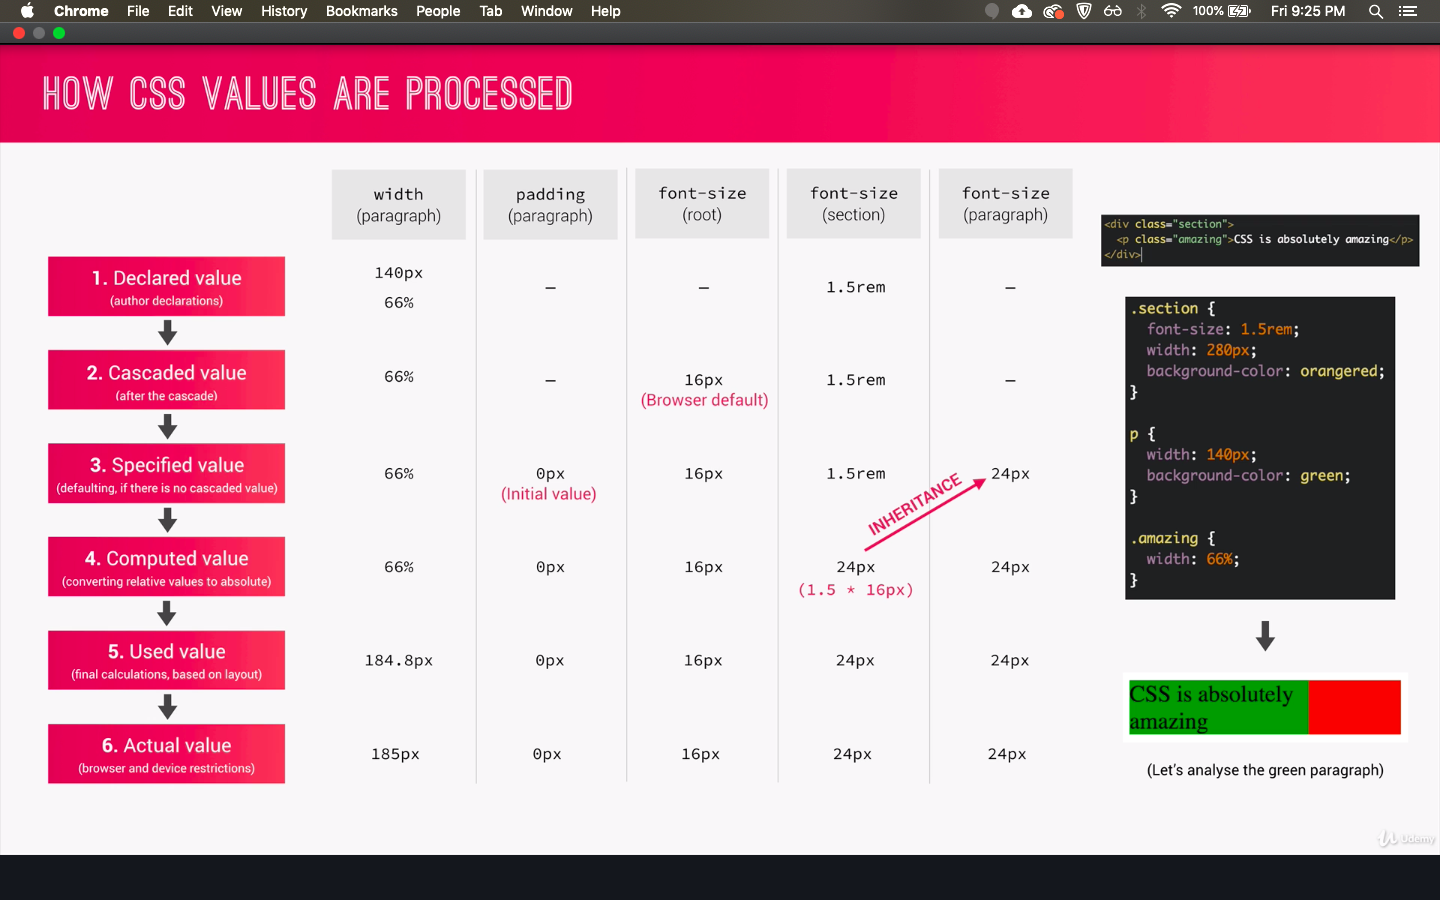 Chrome File Edit View History Bookmarks People Tab Window Help 100% Fri 9:25 PM
HOW CSS VALUES ARE PROCESSED
width
(paragraph)
padding
(paragraph)
font-size
(root)
font-size
(section)
font-size
(paragraph)
1. Declared value
(author declarations)
140px
66%
–
–
1.5rem
–
2. Cascaded value
(after the cascade)
66%
–
16px
(Browser default)
1.5rem
–
3. Specified value
(defaulting, if there is no cascaded value)
66%
0px
(Initial value)
16px
1.5rem
24px
INHERITANCE
4. Computed value
(converting relative values to absolute)
66%
0px
16px
24px
(1.5 * 16px)
24px
5. Used value
(final calculations, based on layout)
184.8px
0px
16px
24px
24px
6. Actual value
(browser and device restrictions)
185px
0px
16px
24px
24px
<div class="section">
<p class="amazing">CSS is absolutely amazing</p>
</div>
.section {
font-size: 1.5rem;
width: 280px;
background-color: orangered;
}
p {
width: 140px;
background-color: green;
}
.amazing {
width: 66%;
}
CSS is absolutely
amazing
(Let's analyse the green paragraph)
Udemy